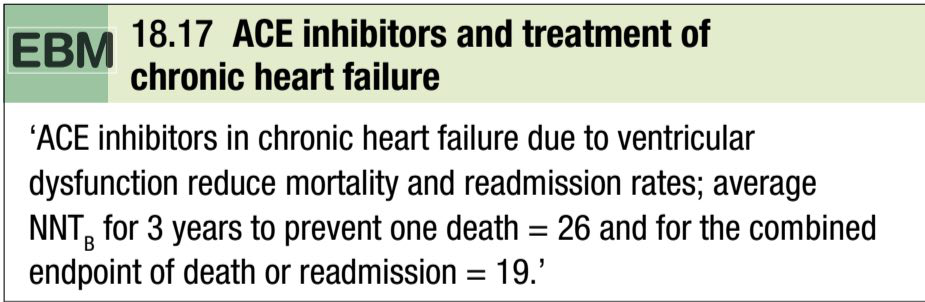 EBM
18.17 ACE inhibitors and treatment of
chronic heart failure
‘ACE inhibitors in chronic heart failure due to ventricular
dysfunction reduce mortality and readmission rates; average
NNT_B for 3 years to prevent one death = 26 and for the combined
endpoint of death or readmission = 19.’